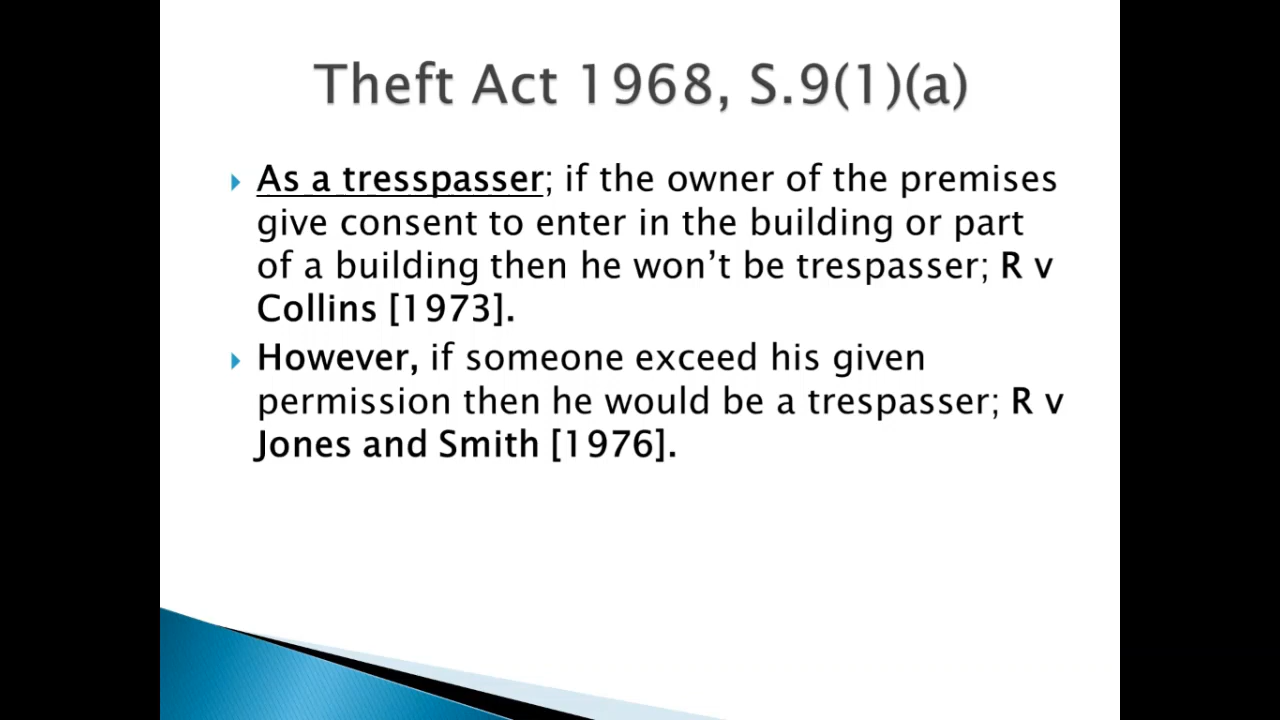 Theft Act 1968, S.9(1)(a)
As a tresspasser; if the owner of the premises
give consent to enter in the building or part
of a building then he won't be trespasser; R v
Collins [1973].
However, if someone exceed his given
permission then he would be a trespasser; R v
Jones and Smith [1976].